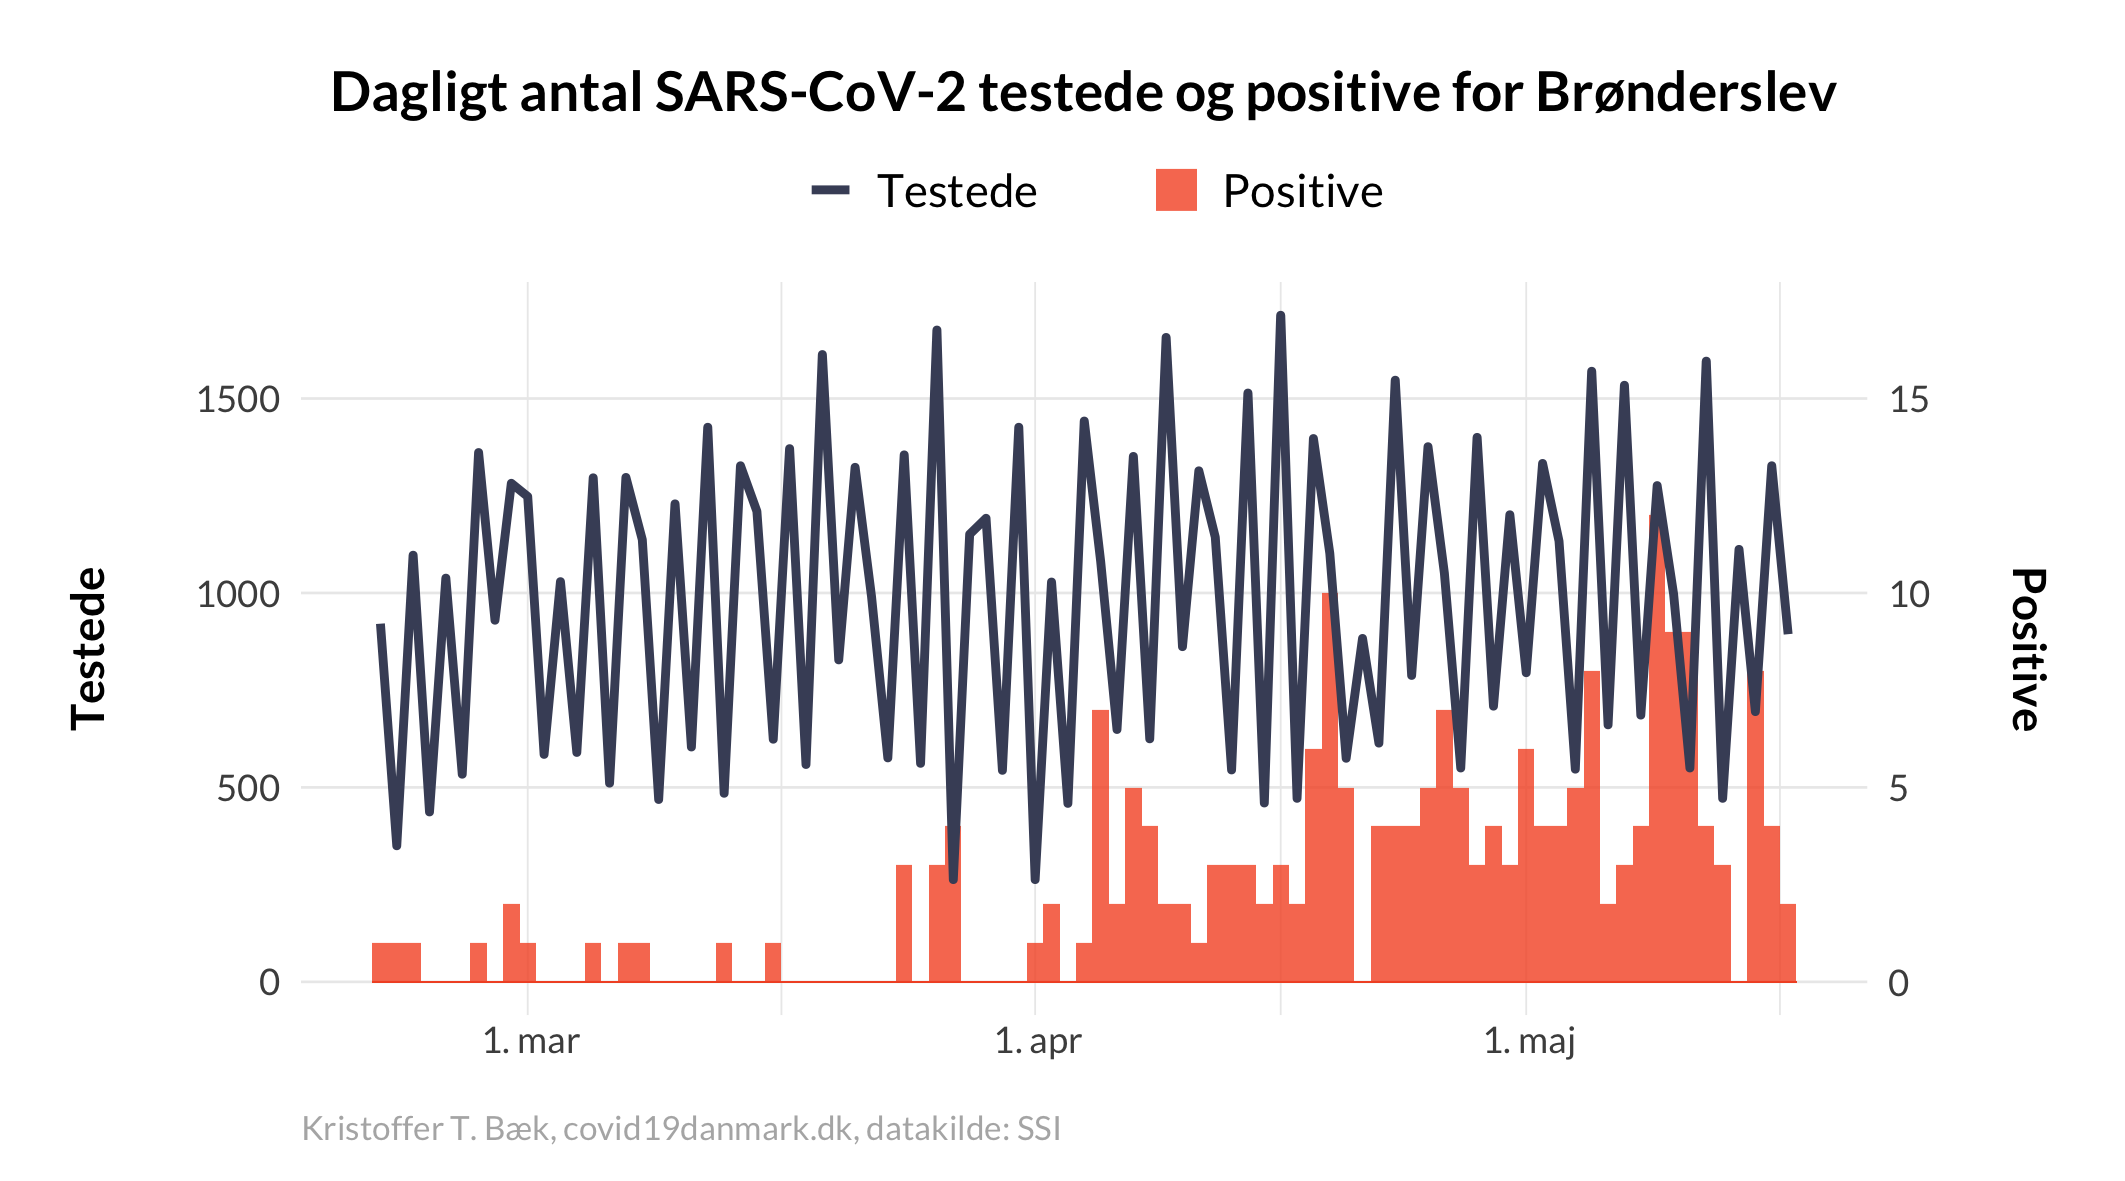 Dagligt antal SARS-CoV-2 testede og positive for Brønderslev
Testede
Positive
1500
1000
500
0
15
10
5
0
Testede
Positive
1. mar
1. apr
1. maj
Kristoffer T. Bæk, covid19danmark.dk, datakilde: SSI